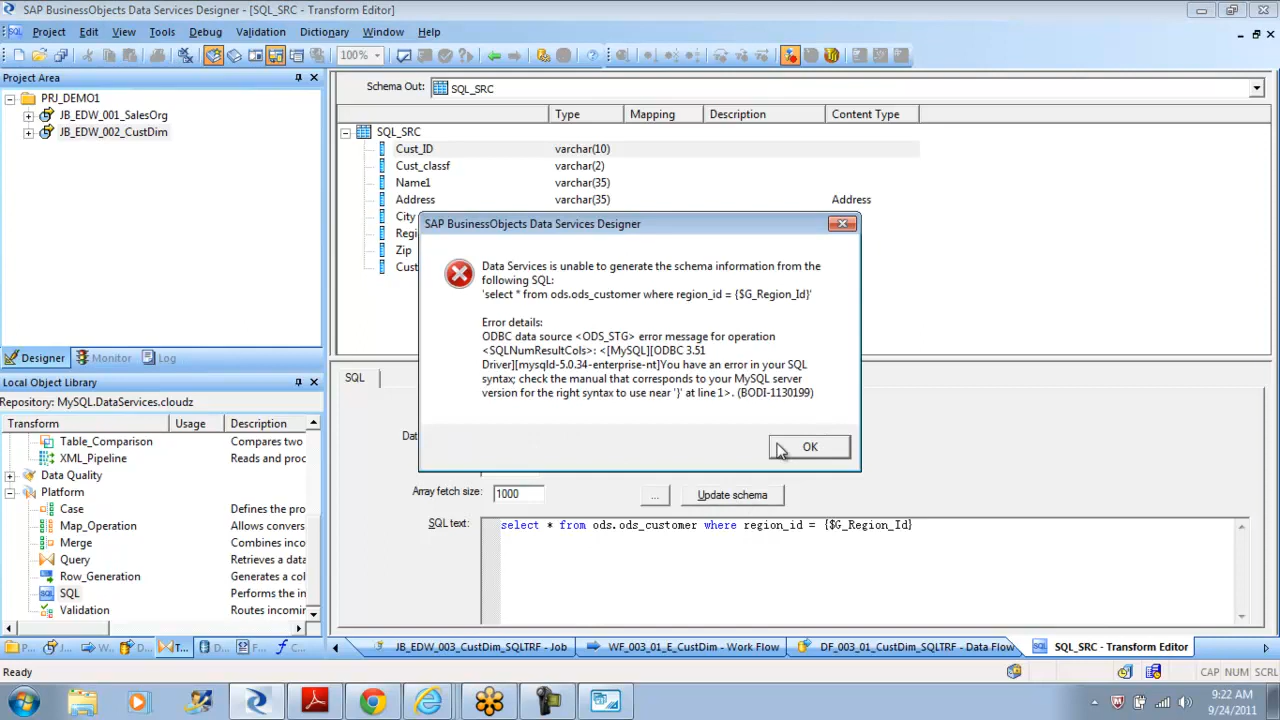 SAP BusinessObjects Data Services Designer - [SQL_SRC - Transform Editor]
SQL Project Edit View Tools Debug Validation Dictionary Window Help
100%
Project Area
PRJ_DEMO1
JB_EDW_001_SalesOrg
JB_EDW_002_CustDim
Designer Monitor Log
Local Object Library
Repository: MySQL.DataServices.cloudz
Transform Usage Description
Table_Comparison Compares two
XML_Pipeline Reads and proc
Data Quality
Platform
Case Defines the pro
Map_Operation Allows convers
Merge Combines inco
Query Retrieves a data
Row_Generation Generates a col
SQL Performs the in
Validation Routes incomin
P... J... W... D... T... D... F... C...
Schema Out: SQL_SRC
Type Mapping Description Content Type
SQL_SRC
Cust_ID varchar(10)
Cust_classf varchar(2)
Name1 varchar(35)
Address varchar(35) Address
City
Regi
Zip
Cust
SAP BusinessObjects Data Services Designer
Data Services is unable to generate the schema information from the
following SQL:
'select * from ods.ods_customer where region_id = {$G_Region_Id}'
Error details:
ODBC data source <ODS_STG> error message for operation
<SQLNumResultCols>: <[MySQL][ODBC 3.51
Driver][mysqld-5.0.34-enterprise-nt]You have an error in your SQL
syntax; check the manual that corresponds to your MySQL server
version for the right syntax to use near '}' at line 1>. (BODI-1130199)
OK
SQL
Dat
Array fetch size: 1000 ... Update schema
SQL text: select * from ods.ods_customer where region_id = {$G_Region_Id}
JB_EDW_003_CustDim_SQLTRF - Job WF_003_01_E_CustDim - Work Flow DF_003_01_CustDim_SQLTRF - Data Flow SQL SQL_SRC - Transform Editor
Ready CAP NUM SCRL
9:22 AM
9/24/2011